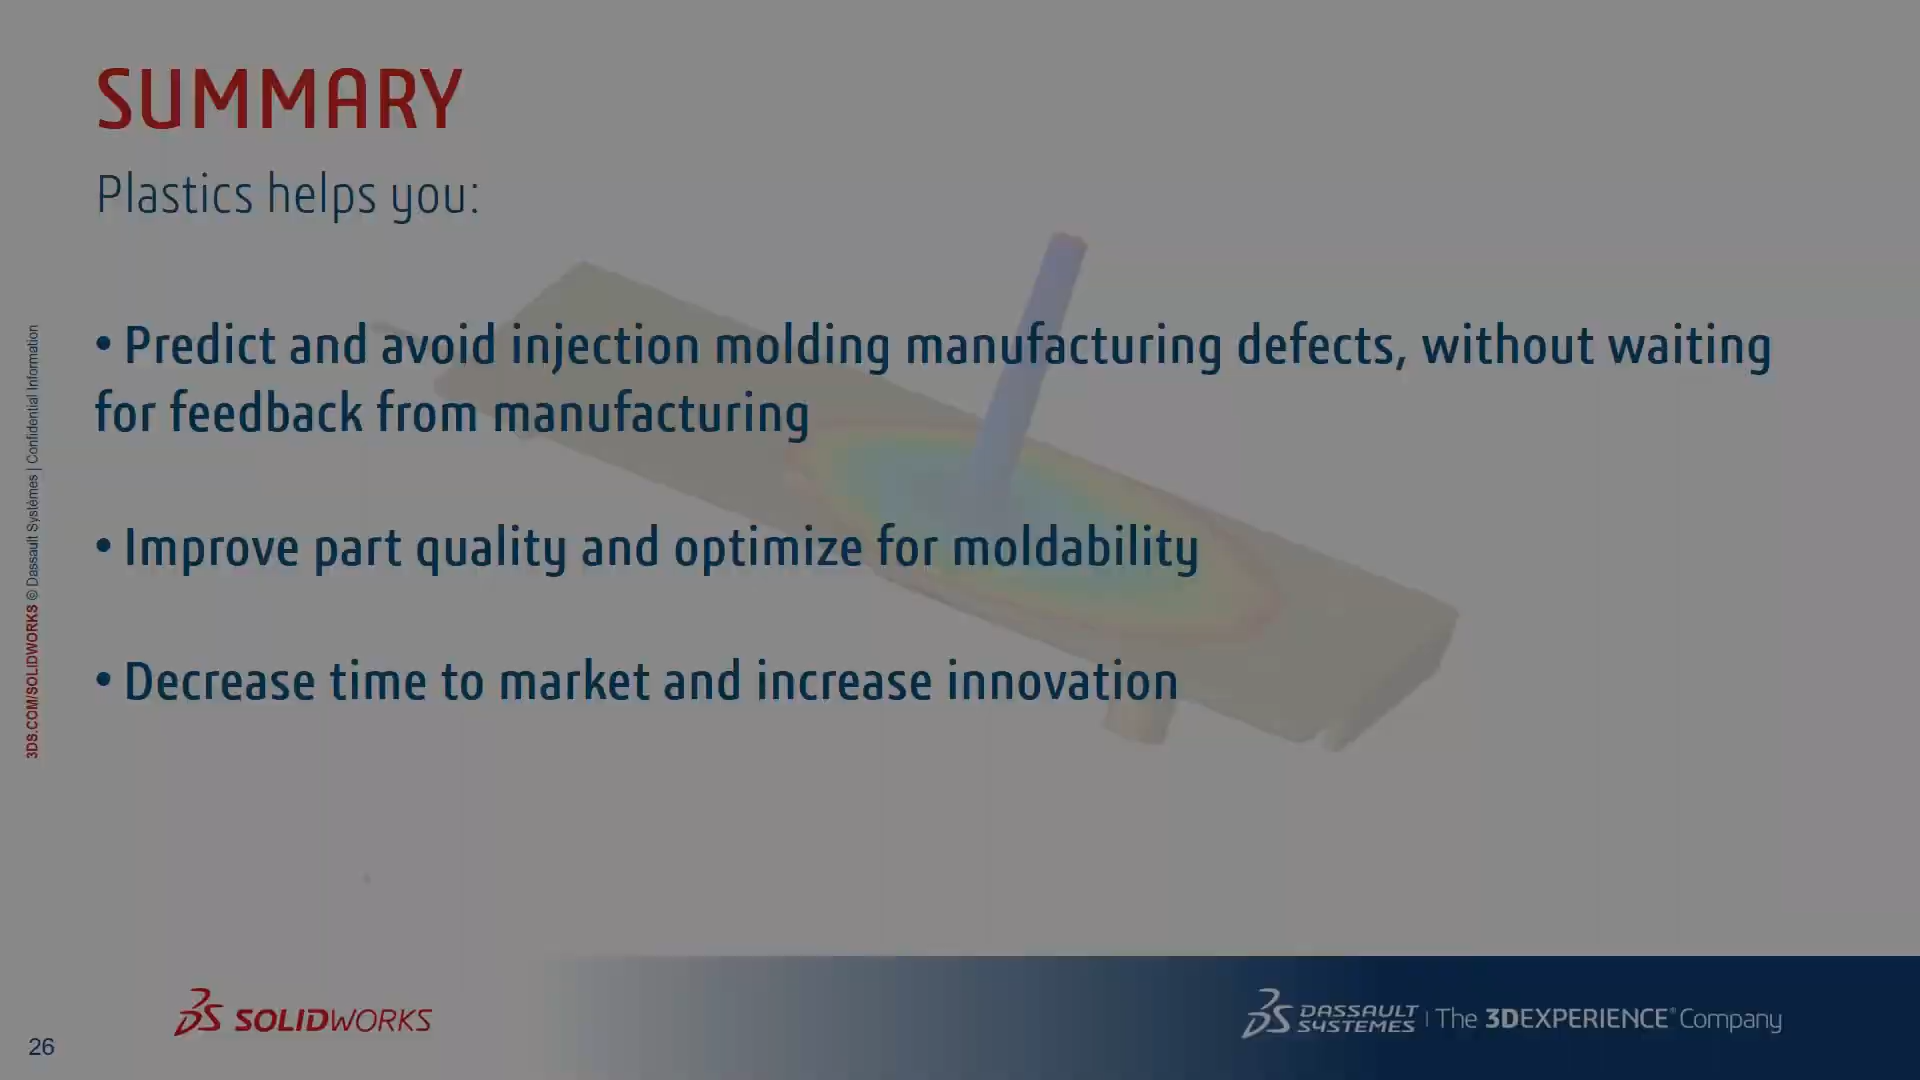 SUMMARY
Plastics helps you:
• Predict and avoid injection molding manufacturing defects, without waiting
for feedback from manufacturing
• Improve part quality and optimize for moldability
• Decrease time to market and increase innovation
3DS.COM/SOLIDWORKS © Dassault Systèmes | Confidential Information
26
SOLIDWORKS
DASSAULT
SYSTEMES | The 3DEXPERIENCE® Company